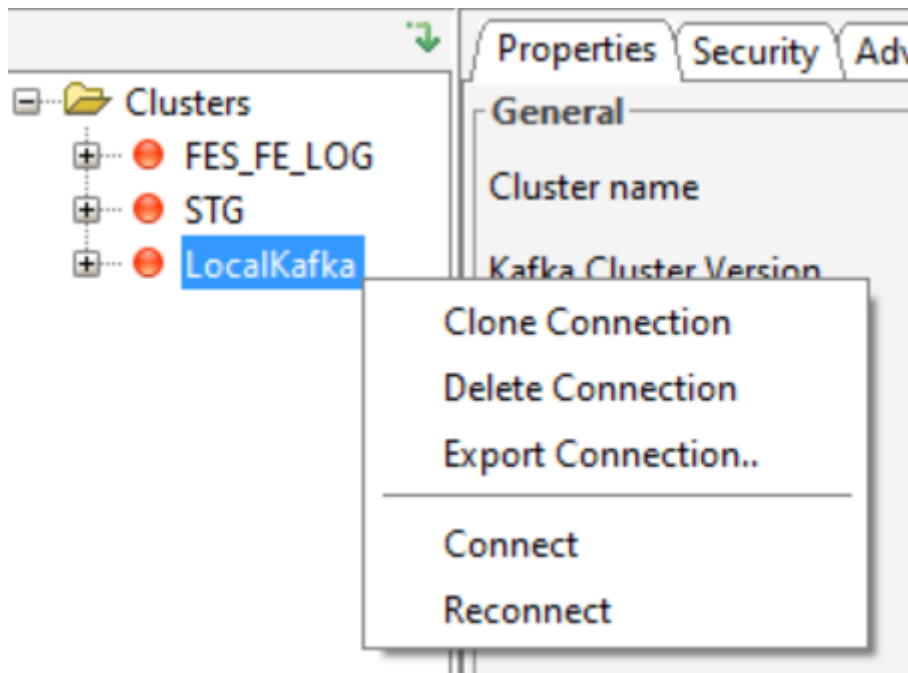 Clusters
FES_FE_LOG
STG
LocalKafka
Properties Security Adv
General
Cluster name
Kafka Cluster Version
Clone Connection
Delete Connection
Export Connection..
Connect
Reconnect